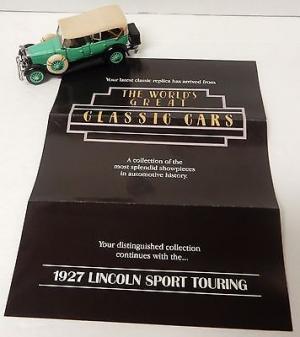 Your latest classic replica has arrived from
THE WORLD'S
GREAT
CLASSIC CARS
A collection of the
most splendid showpieces
in automotive history.
Your distinguished collection
continues with the...
1927 LINCOLN SPORT TOURING